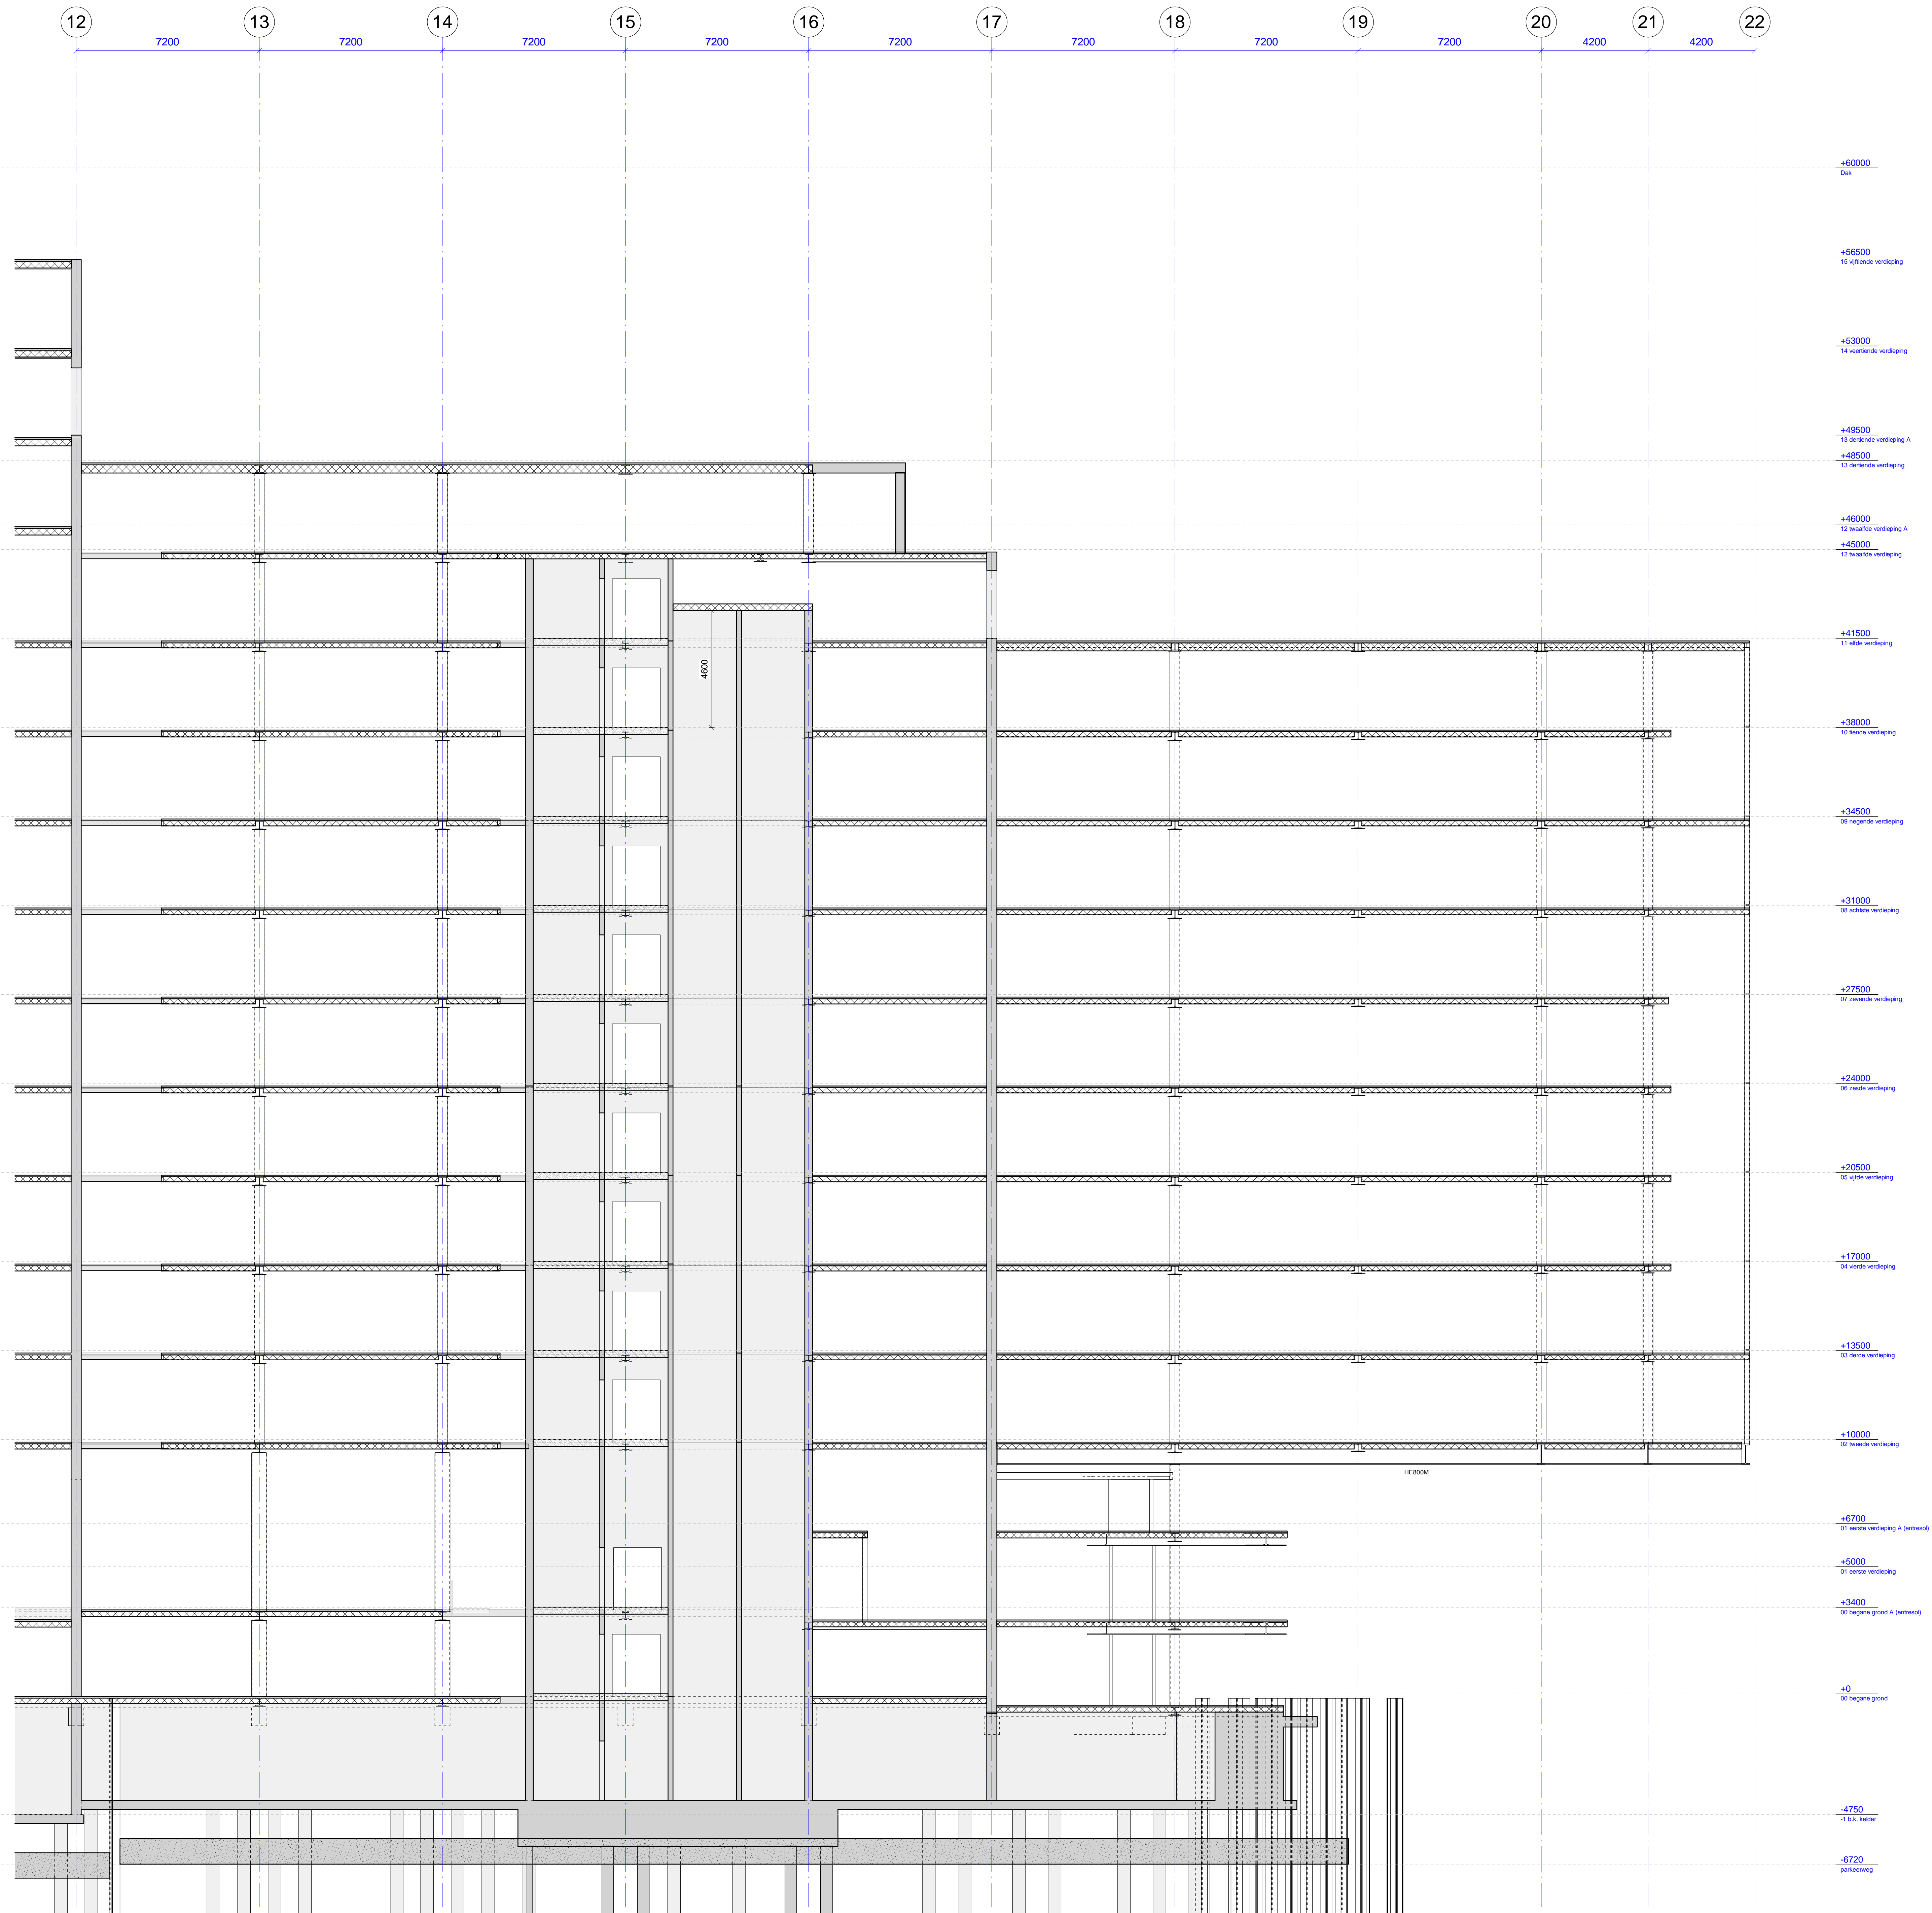 12 13 14 15 16 17 18 19 20 21 22
7200 7200 7200 7200 7200 7200 7200 7200 4200 4200
+60000
Dak
+56500
15 vijftiende verdieping
+53000
14 veertiende verdieping
+49500
13 dertiende verdieping A
+48500
13 dertiende verdieping
+46000
12 twaalfde verdieping A
+45000
12 twaalfde verdieping
+41500
11 elfde verdieping
4600
+38000
10 tiende verdieping
+34500
09 negende verdieping
+31000
08 achtste verdieping
+27500
07 zevende verdieping
+24000
06 zesde verdieping
+20500
05 vijfde verdieping
+17000
04 vierde verdieping
+13500
03 derde verdieping
+10000
02 tweede verdieping
HE800M
+6700
01 eerste verdieping A (entresol)
+5000
01 eerste verdieping
+3400
00 begane grond A (entresol)
+0
00 begane grond
-4750
-1 b.k. kelder
-6720
parkeerweg